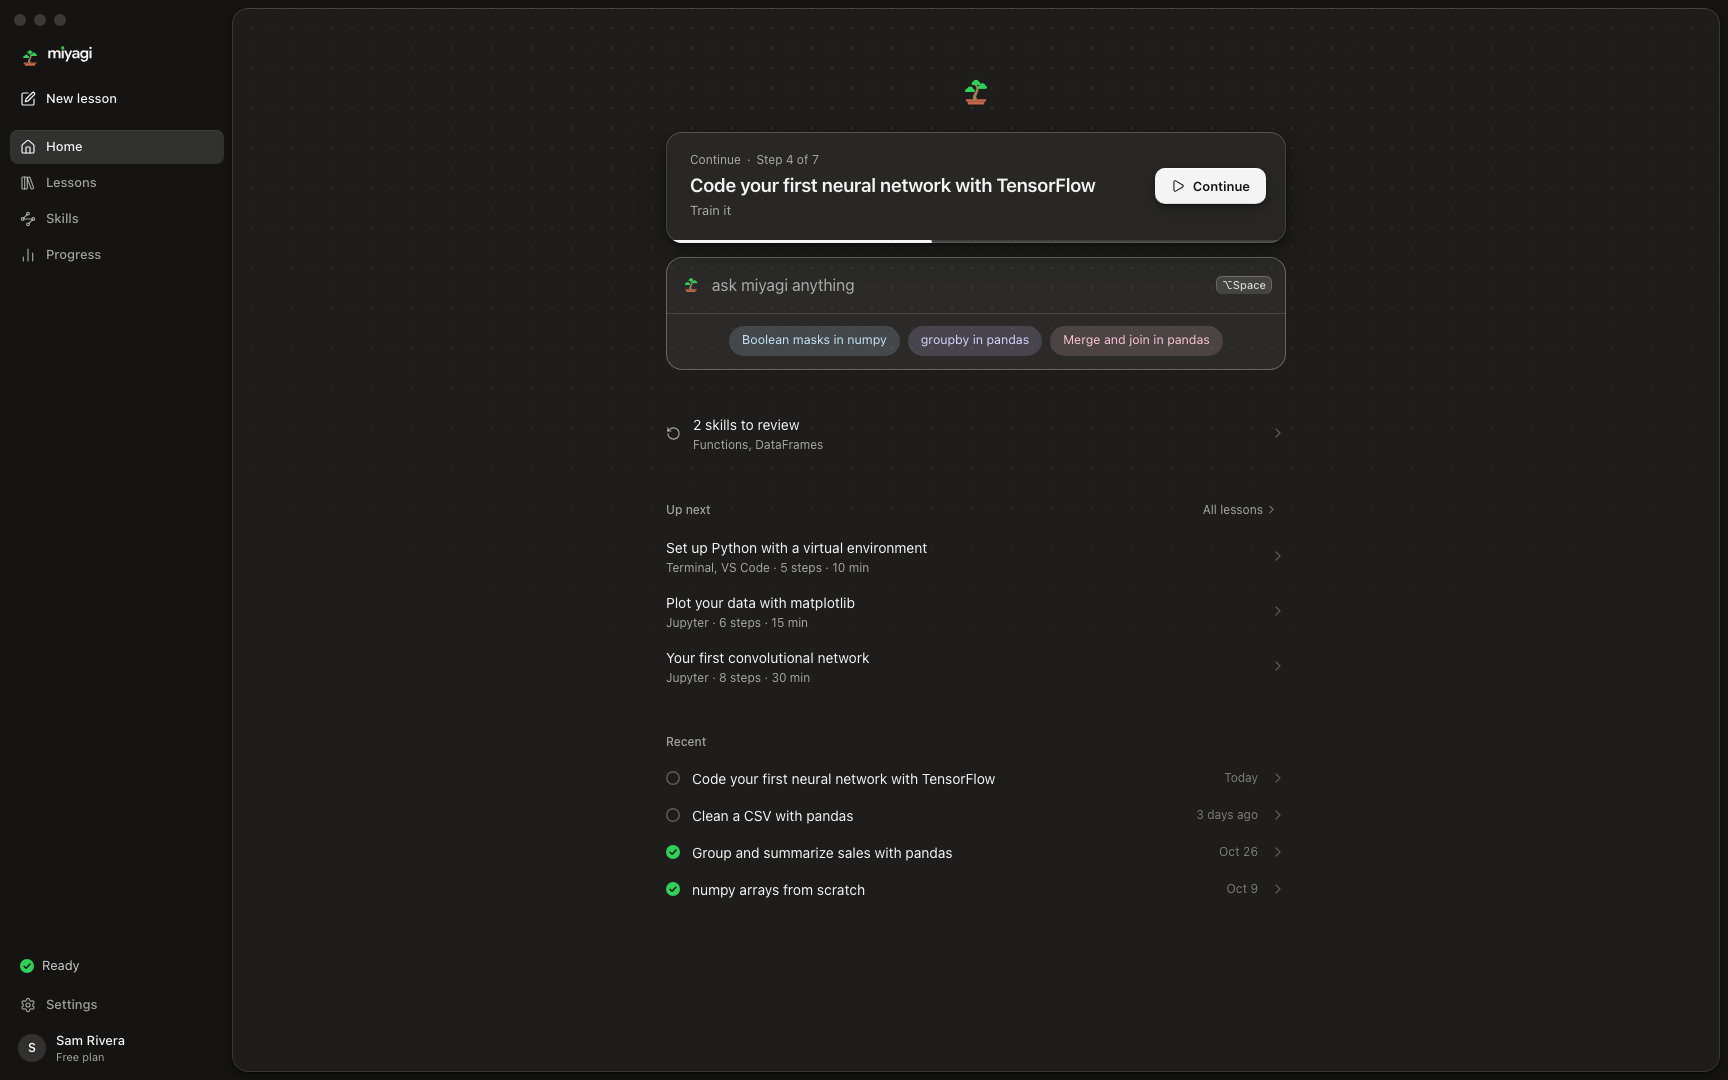 miyagi
New lesson
Home
Lessons
Skills
Progress
Continue · Step 4 of 7
Code your first neural network with TensorFlow
Train it
Continue
ask miyagi anything
⌥Space
Boolean masks in numpy
groupby in pandas
Merge and join in pandas
2 skills to review
Functions, DataFrames
Up next
All lessons
Set up Python with a virtual environment
Terminal, VS Code · 5 steps · 10 min
Plot your data with matplotlib
Jupyter · 6 steps · 15 min
Your first convolutional network
Jupyter · 8 steps · 30 min
Recent
Code your first neural network with TensorFlow Today
Clean a CSV with pandas 3 days ago
Group and summarize sales with pandas Oct 26
numpy arrays from scratch Oct 9
Ready
Settings
S
Sam Rivera
Free plan